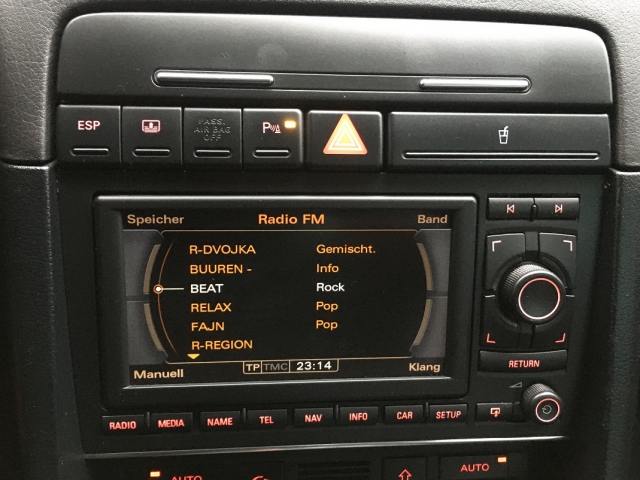 ESP
PASS.
AIR BAG
OFF
P
Speicher Radio FM Band
R-DVOJKA Gemischt.
BUUREN - Info
BEAT Rock
RELAX Pop
FAJN Pop
R-REGION
Manuell TP TMC 23:14 Klang
RETURN
RADIO MEDIA NAME TEL NAV INFO CAR SETUP
AUTO AUTO